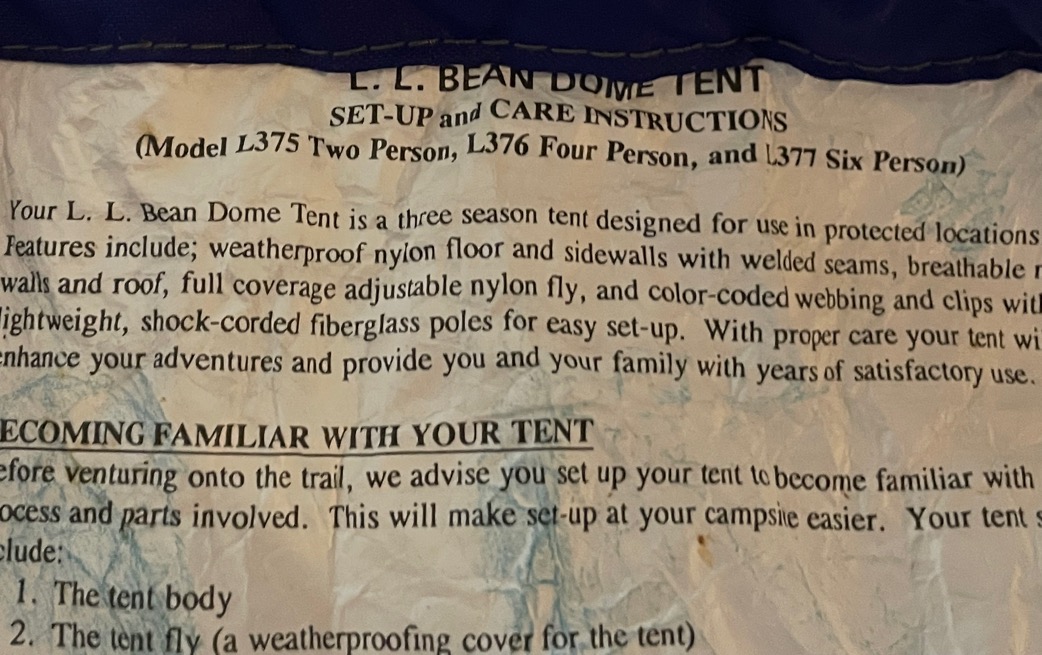 L. L. BEAN DOME TENT
SET-UP and CARE INSTRUCTIONS
(Model L375 Two Person, L376 Four Person, and L377 Six Person)
Your L. L. Bean Dome Tent is a three season tent designed for use in protected locations
Features include; weatherproof nylon floor and sidewalls with welded seams, breathable
walls and roof, full coverage adjustable nylon fly, and color-coded webbing and clips with
lightweight, shock-corded fiberglass poles for easy set-up. With proper care your tent wi
enhance your adventures and provide you and your family with years of satisfactory use.
ECOMING FAMILIAR WITH YOUR TENT
efore venturing onto the trail, we advise you set up your tent to become familiar with
ocess and parts involved. This will make set-up at your campsite easier. Your tent s
clude:
1. The tent body
2. The tent fly (a weatherproofing cover for the tent)